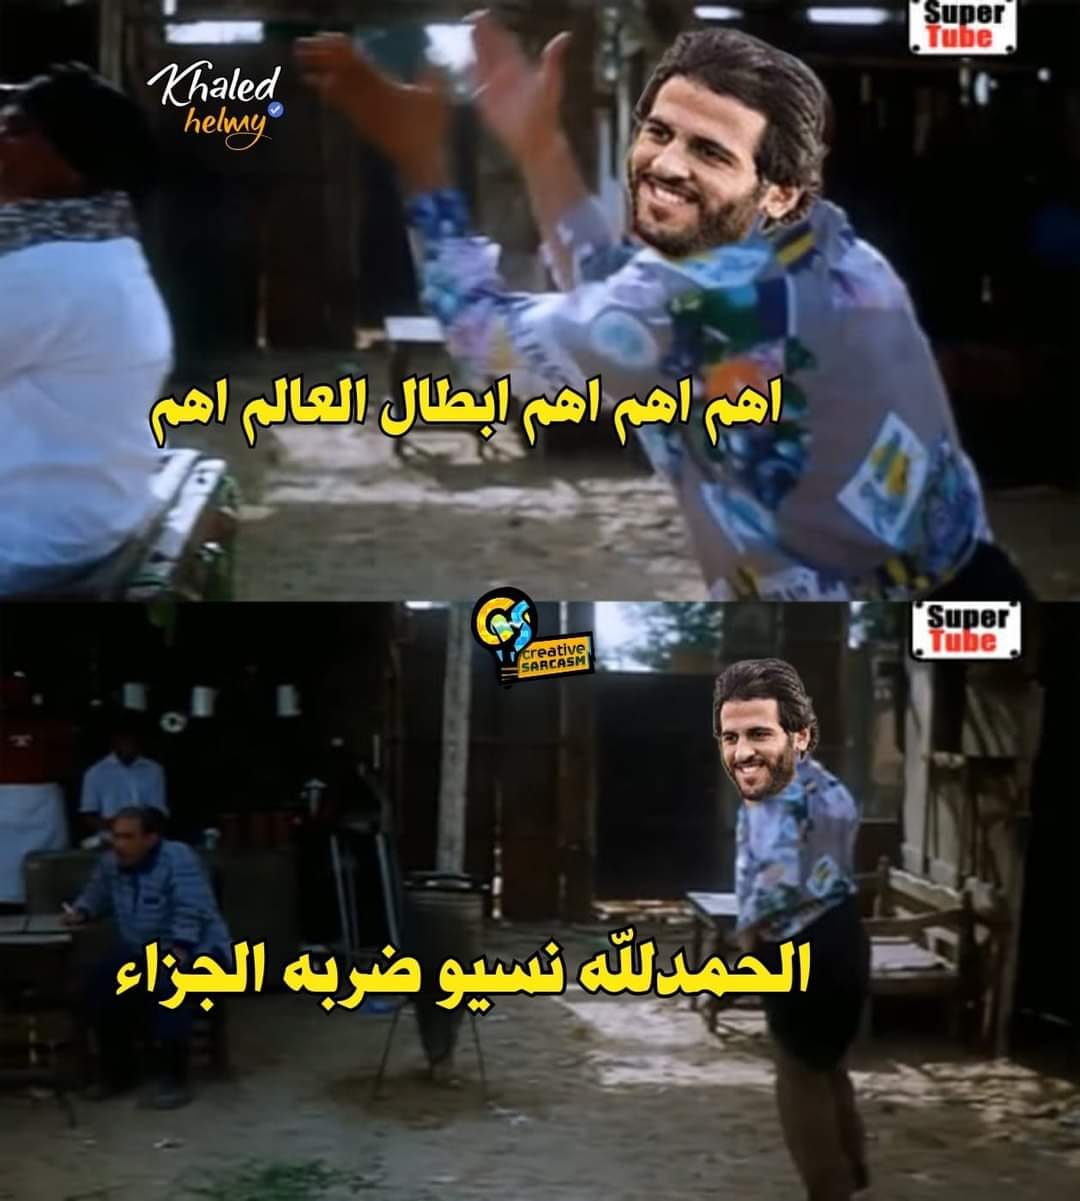 Super
Tube
Khaled
helmy
اهم اهم اهم ابطال العالم اهم
creative
SARCASM
Super
Tube
الحمدلله نسيو ضربه الجزاء